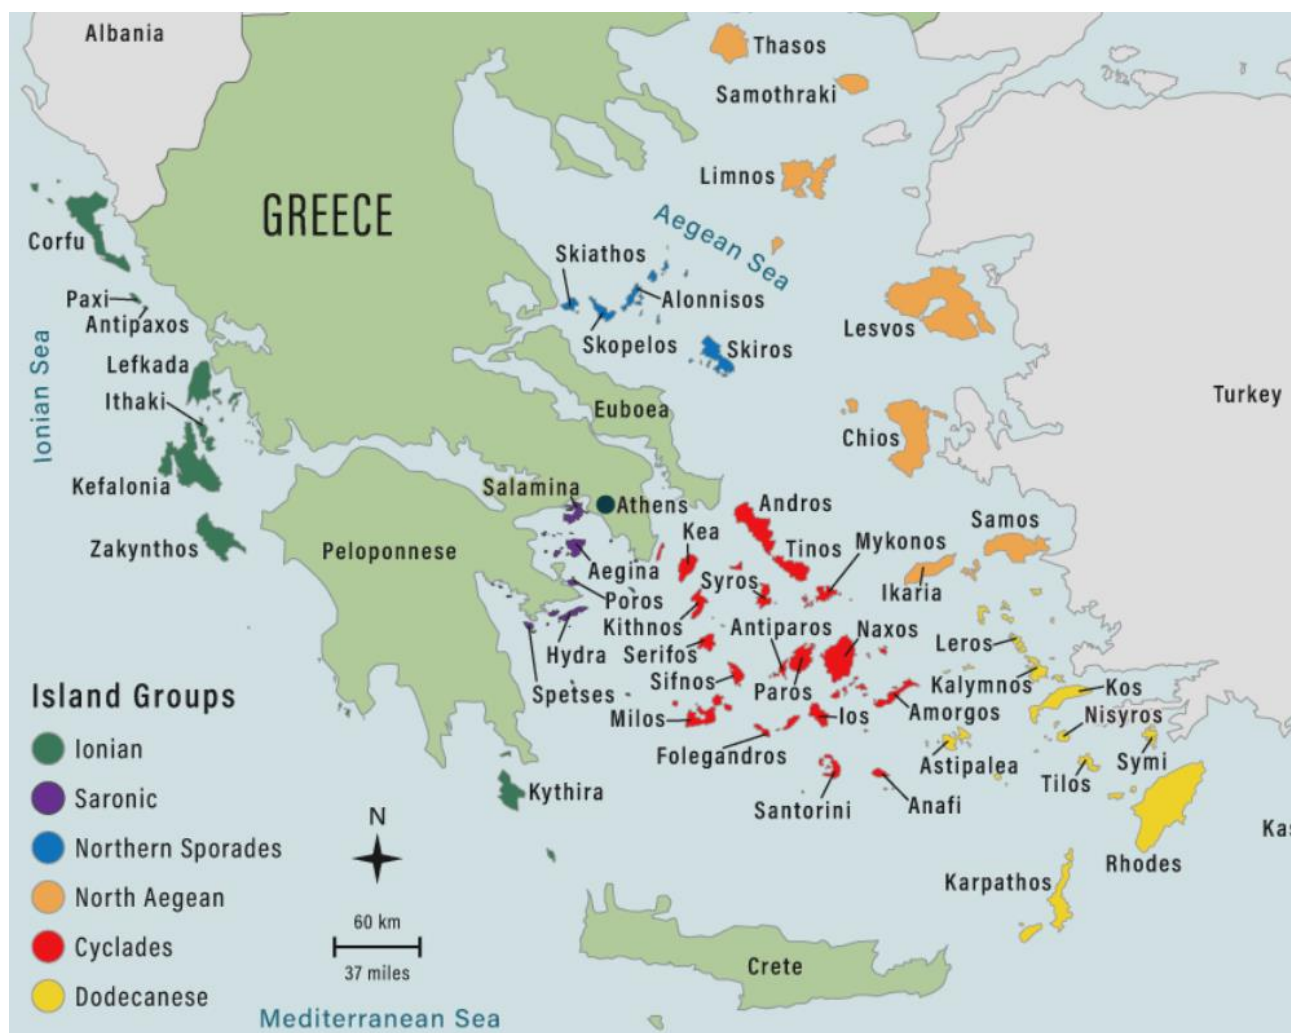 Albania
Thasos
Samothraki
Limnos
GREECE
Aegean Sea
Corfu
Skiathos
Paxi
Alonnisos
Antipaxos
Lesvos
Skopelos
Skiros
Ionian Sea
Lefkada
Turkey
Ithaki
Euboea
Chios
Kefalonia
Salamina
Athens
Andros
Kea
Samos
Zakynthos
Peloponnese
Mykonos
Tinos
Aegina
Syros
Ikaria
Poros
Kithnos
Antiparos
Naxos
Leros
Hydra
Serifos
Sifnos
Kalymnos
Kos
Spetses
Paros
Milos
Ios
Amorgos
Nisyros
Folegandros
Astipalea
Symi
Tilos
Kythira
Santorini
Anafi
Kas
Rhodes
Karpathos
Crete
Island Groups
Ionian
Saronic
Northern Sporades
North Aegean
Cyclades
Dodecanese
N
60 km
37 miles
Mediterranean Sea